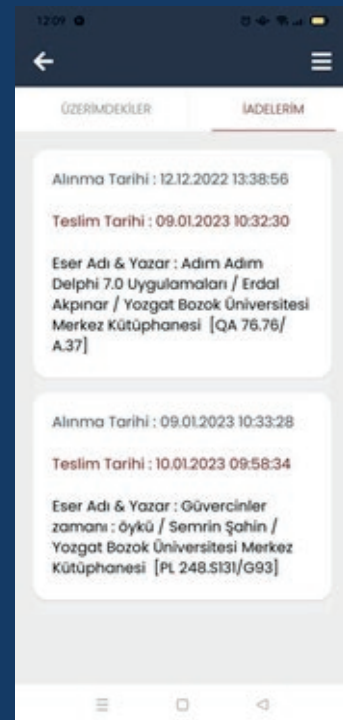 12:09
ÜZERİMDEKİLER
İADELERİM
Alınma Tarihi : 12.12.2022 13:38:56
Teslim Tarihi : 09.01.2023 10:32:30
Eser Adı & Yazar : Adım Adım
Delphi 7.0 Uygulamaları / Erdal
Akpınar / Yozgat Bozok Üniversitesi
Merkez Kütüphanesi [QA 76.76/
A.37]
Alınma Tarihi : 09.01.2023 10:33:28
Teslim Tarihi : 10.01.2023 09:58:34
Eser Adı & Yazar : Güvercinler
zamanı : öykü / Semrin Şahin /
Yozgat Bozok Üniversitesi Merkez
Kütüphanesi [PL 248.S131/G93]